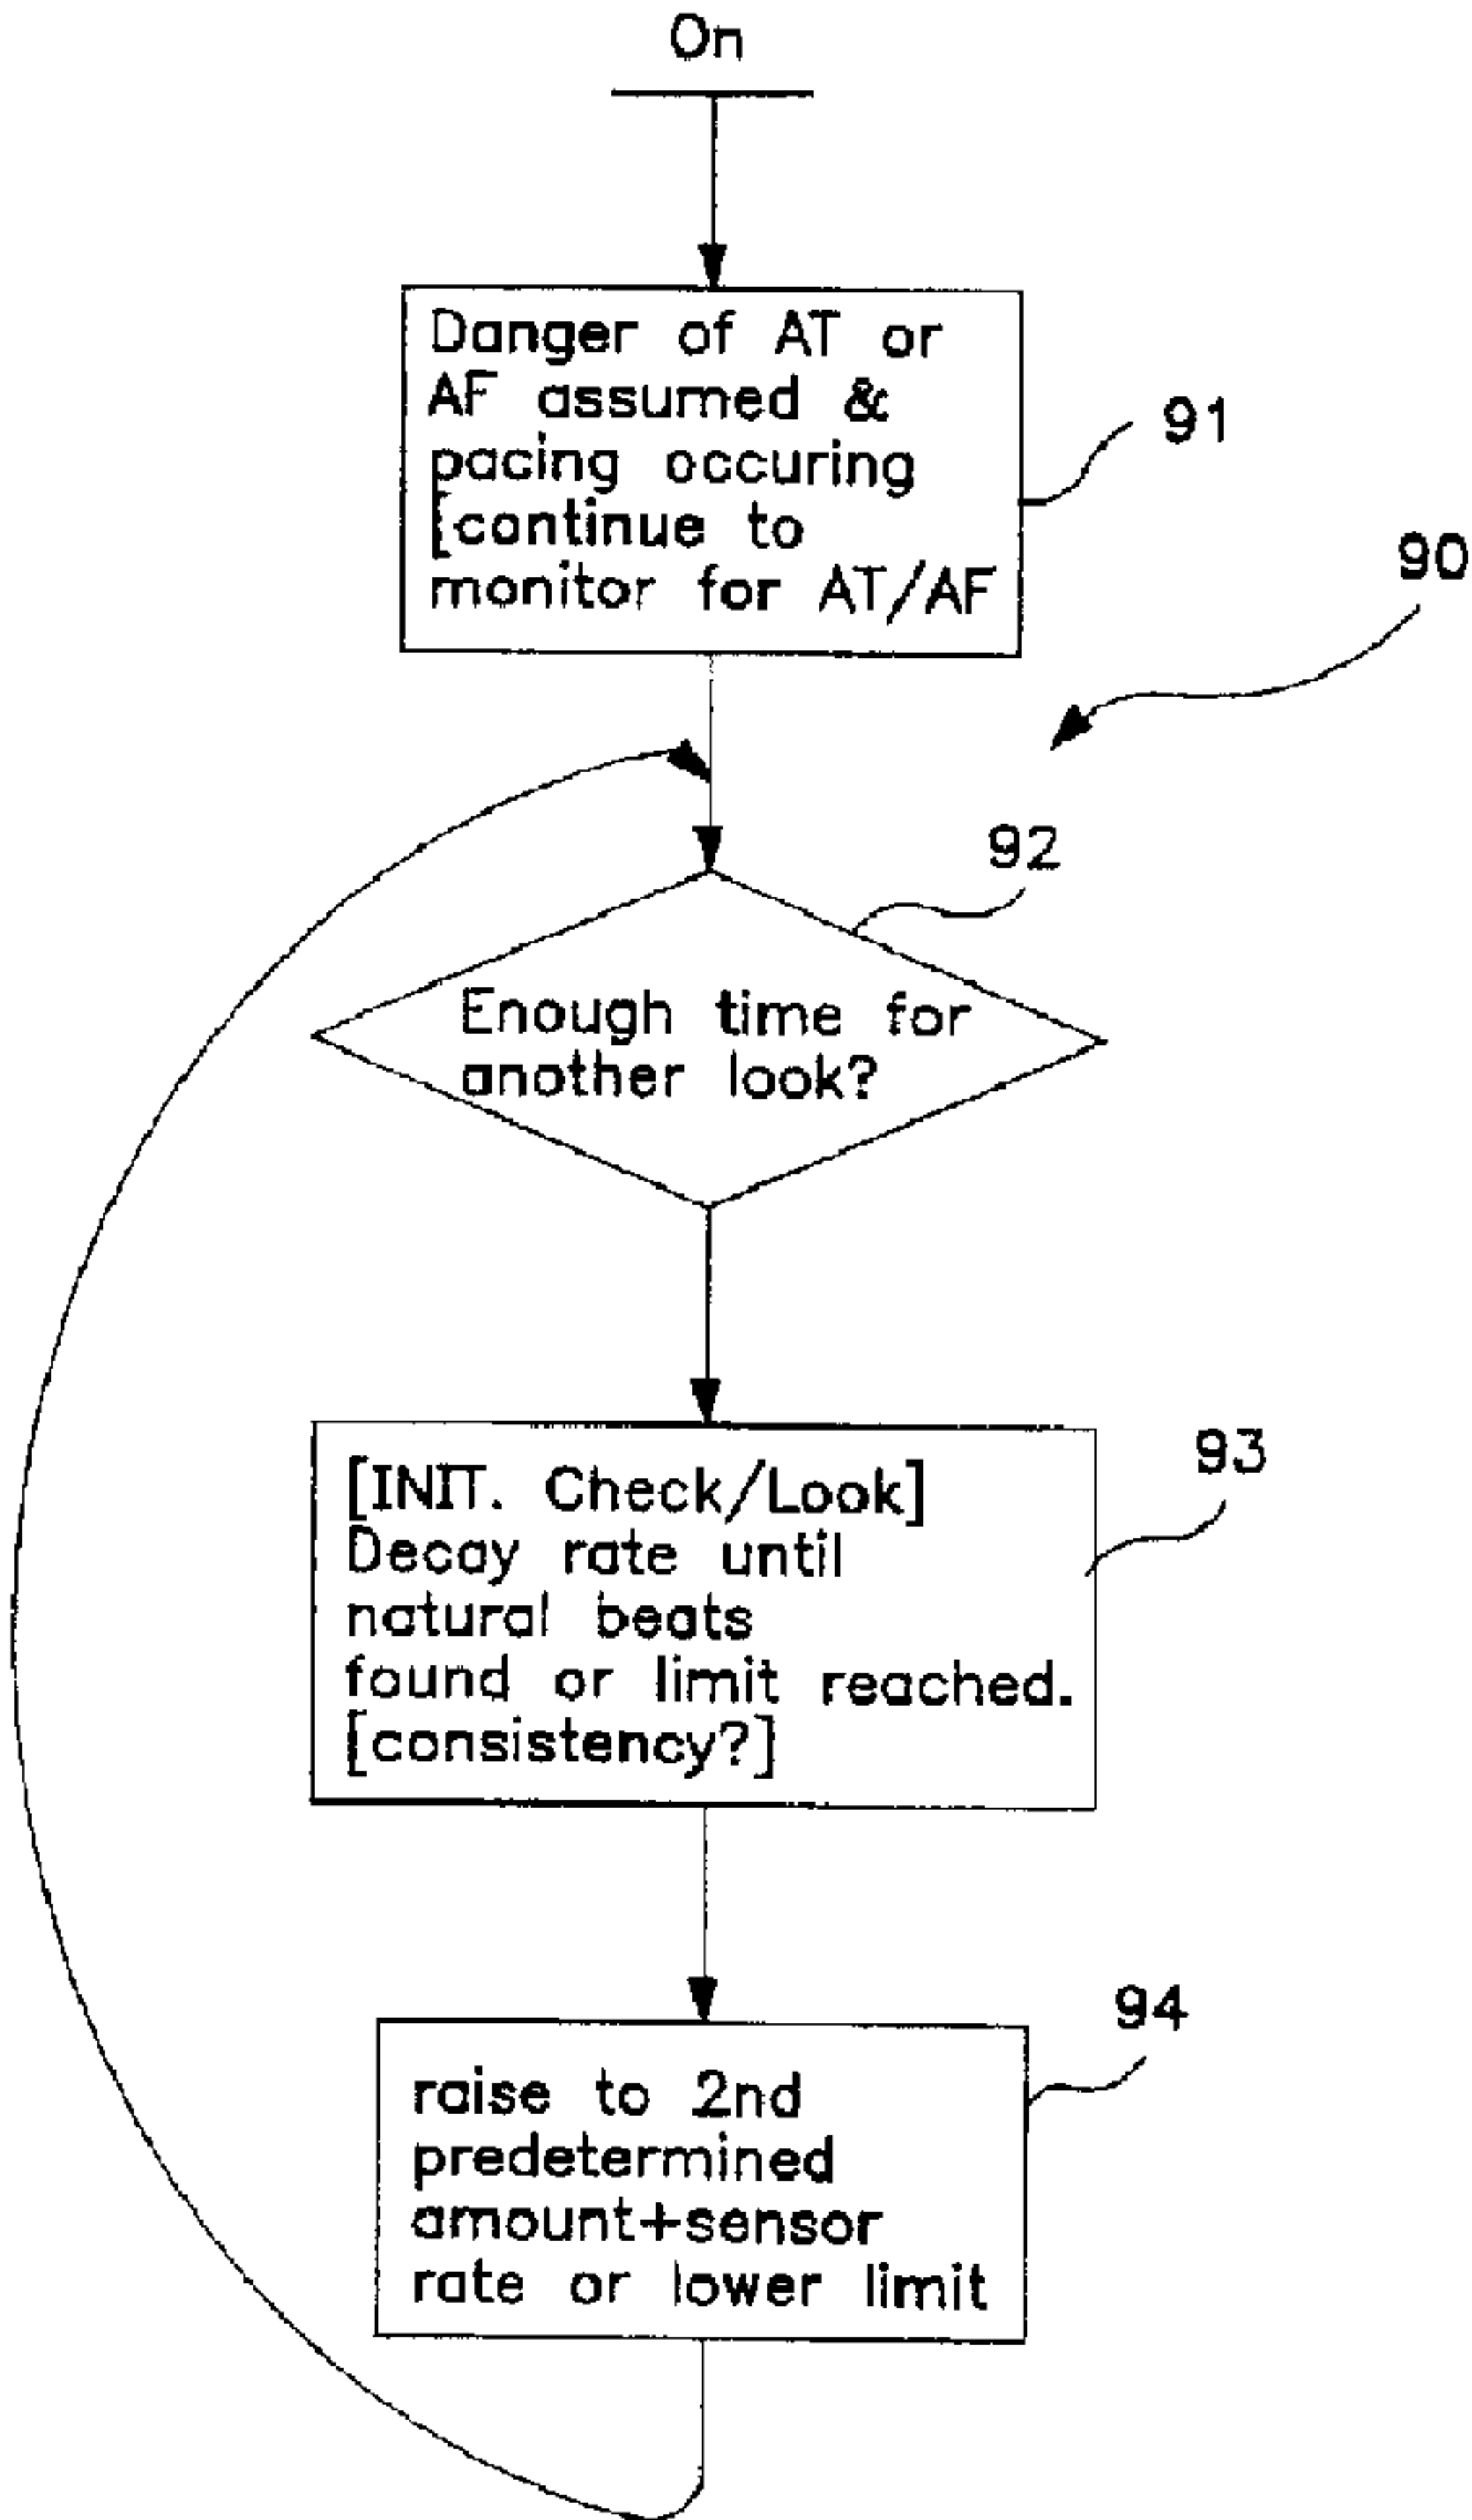 On
Danger of AT or
AF assumed &
pacing occuring
[continue to
monitor for AT/AF
91
90
92
Enough time for
another look?
93
[INIT. Check/Look]
Decay rate until
natural beats
found or limit reached.
[consistency?]
94
raise to 2nd
predetermined
amount+sensor
rate or lower limit